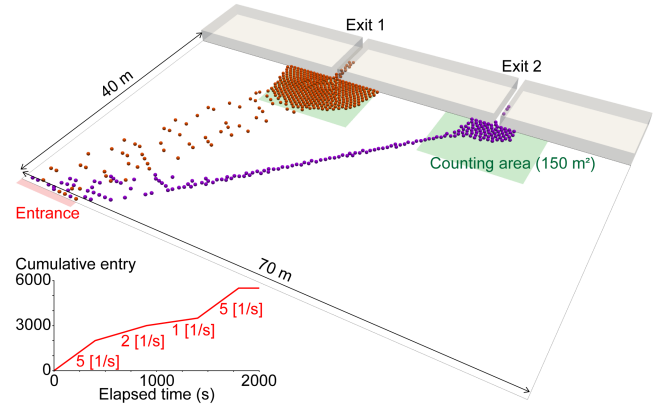 Exit 1
Exit 2
40 m
Counting area (150 m²)
Entrance
70 m
Cumulative entry
6000
3000
0
5 [1/s]
2 [1/s]
1 [1/s]
5 [1/s]
0
1000
2000
Elapsed time (s)